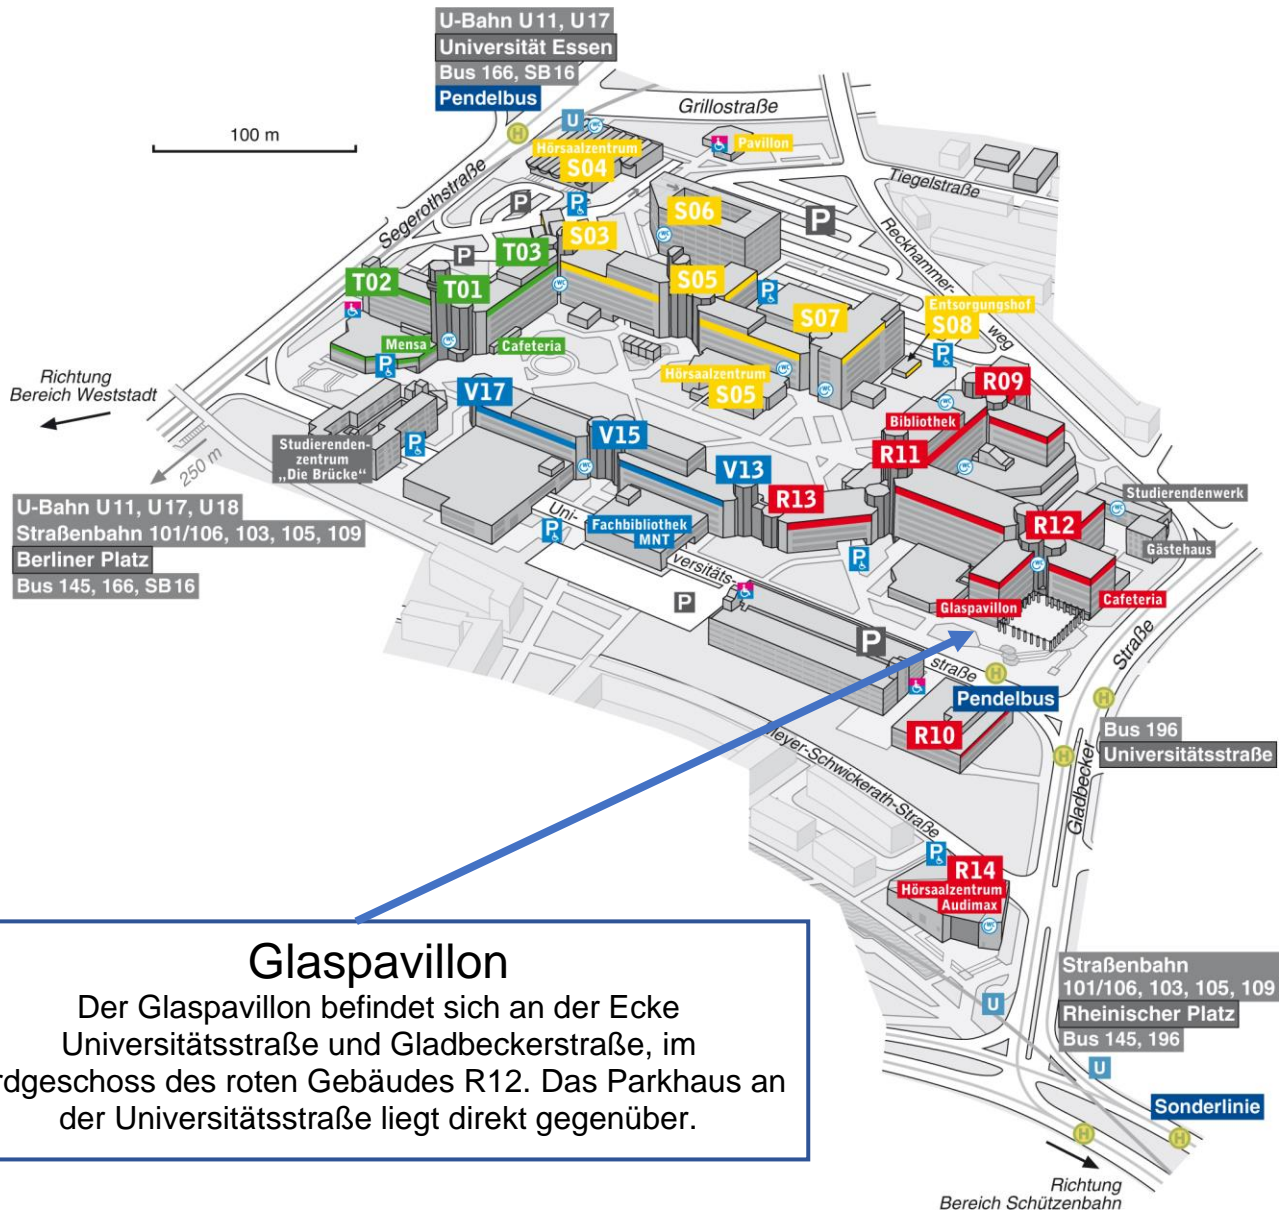 U-Bahn U11, U17
Universität Essen
Bus 166, SB16
Pendelbus
H
U
WC
Grillostraße
100 m
Hörsaalzentrum
S04
Pavillon
Segerothstraße
Tiegelstraße
P
P
S06
P
S03
Reckhammer-
weg
T03
P
T02
T01
S05
P
Entsorgungshof
S08
S07
P
Mensa
Cafeteria
P
Hörsaalzentrum
S05
R09
Richtung
Bereich Weststadt
V17
Bibliothek
Studierenden-
zentrum
„Die Brücke“
P
V15
R11
250 m
V13
R13
Studierendenwerk
U-Bahn U11, U17, U18
Straßenbahn 101/106, 103, 105, 109
Berliner Platz
Bus 145, 166, SB16
Uni-
versitäts-
straße
P
Fachbibliothek
MNT
R12
Gästehaus
P
P
Glaspavillon
Cafeteria
P
Straße
H
Pendelbus
H
R10
Bus 196
Universitätsstraße
H
Gladbecker
eyer-Schwickerath-Straße
P
R14
Hörsaalzentrum
Audimax
WC
Glaspavillon
Der Glaspavillon befindet sich an der Ecke
Universitätsstraße und Gladbeckerstraße, im
rdgeschoss des roten Gebäudes R12. Das Parkhaus an
der Universitätsstraße liegt direkt gegenüber.
Straßenbahn
101/106, 103, 105, 109
Rheinischer Platz
Bus 145, 196
U
U
Sonderlinie
H
H
Richtung
Bereich Schützenbahn